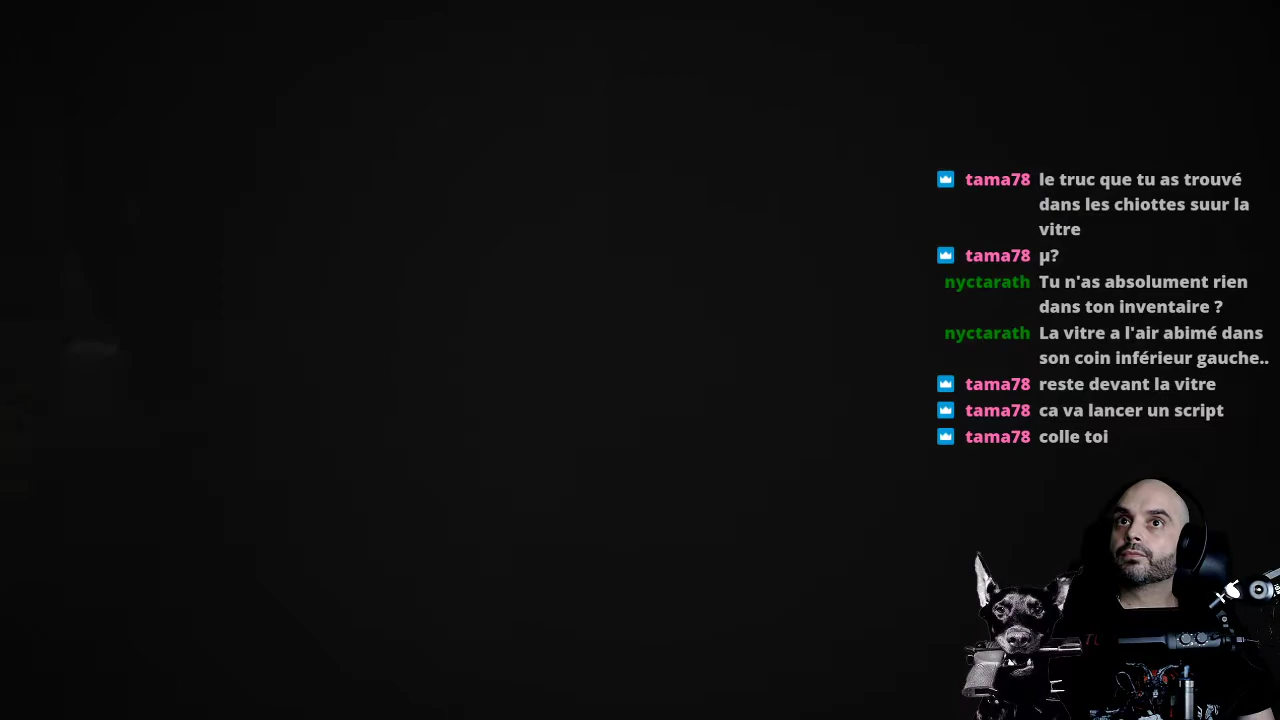 tama78 le truc que tu as trouvé
dans les chiottes suur la
vitre
tama78 µ?
nyctarath Tu n'as absolument rien
dans ton inventaire ?
nyctarath La vitre a l'air abimé dans
son coin inférieur gauche..
tama78 reste devant la vitre
tama78 ca va lancer un script
tama78 colle toi